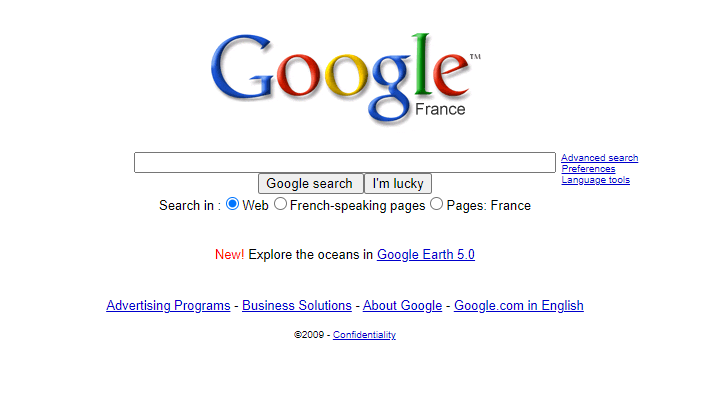 Google™
France
Advanced search
Preferences
Language tools
Google search I'm lucky
Search in : Web French-speaking pages Pages: France
New! Explore the oceans in Google Earth 5.0
Advertising Programs - Business Solutions - About Google - Google.com in English
©2009 - Confidentiality